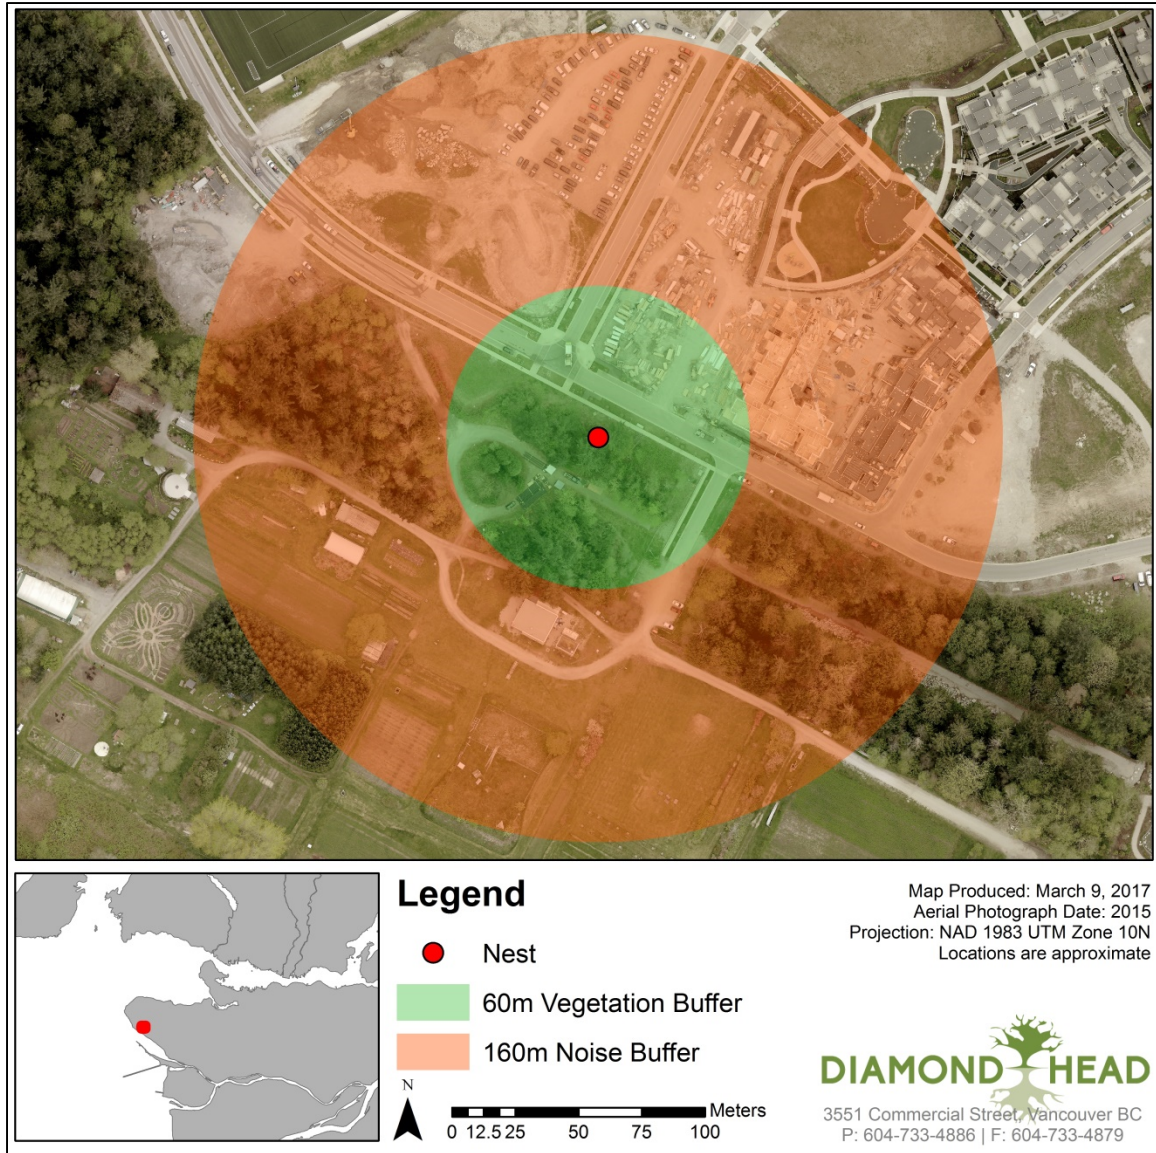 Legend
Nest
60m Vegetation Buffer
160m Noise Buffer
N
Meters
0 12.5 25 50 75 100
Map Produced: March 9, 2017
Aerial Photograph Date: 2015
Projection: NAD 1983 UTM Zone 10N
Locations are approximate
DIAMOND HEAD
3551 Commercial Street, Vancouver BC
P: 604-733-4886 | F: 604-733-4879